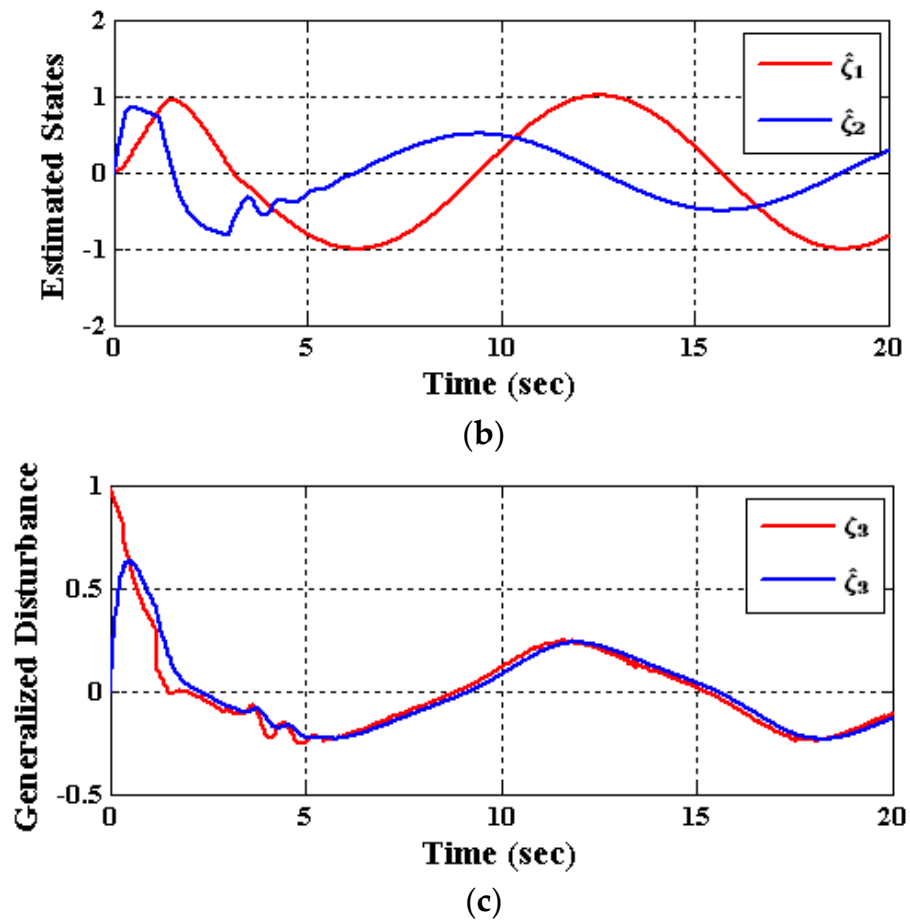 (b)
2
1
0
-1
-2
Estimated States
ζ̂₁
ζ̂₂
0 5 10 15 20
Time (sec)
(b)
1
0.5
0
-0.5
Generalized Disturbance
ζ₃
ζ̂₃
0 5 10 15 20
Time (sec)
(c)